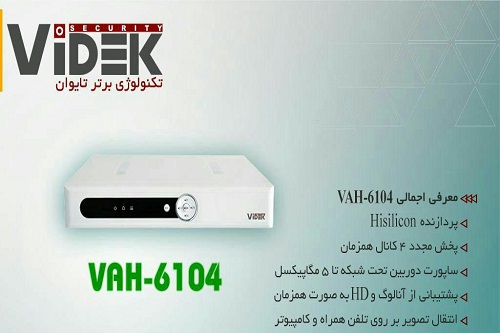 SECURITY
ViDEK
تکنولوژی برتر تایوان
ViDEK
VAH-6104
معرفی اجمالی VAH-6104
پردازنده Hisilicon
پخش مجدد ۴ کانال همزمان
ساپورت دوربین تحت شبکه تا ۵ مگاپیکسل
پشتیبانی از آنالوگ و HD به صورت همزمان
انتقال تصویر بر روی تلفن همراه و کامپیوتر